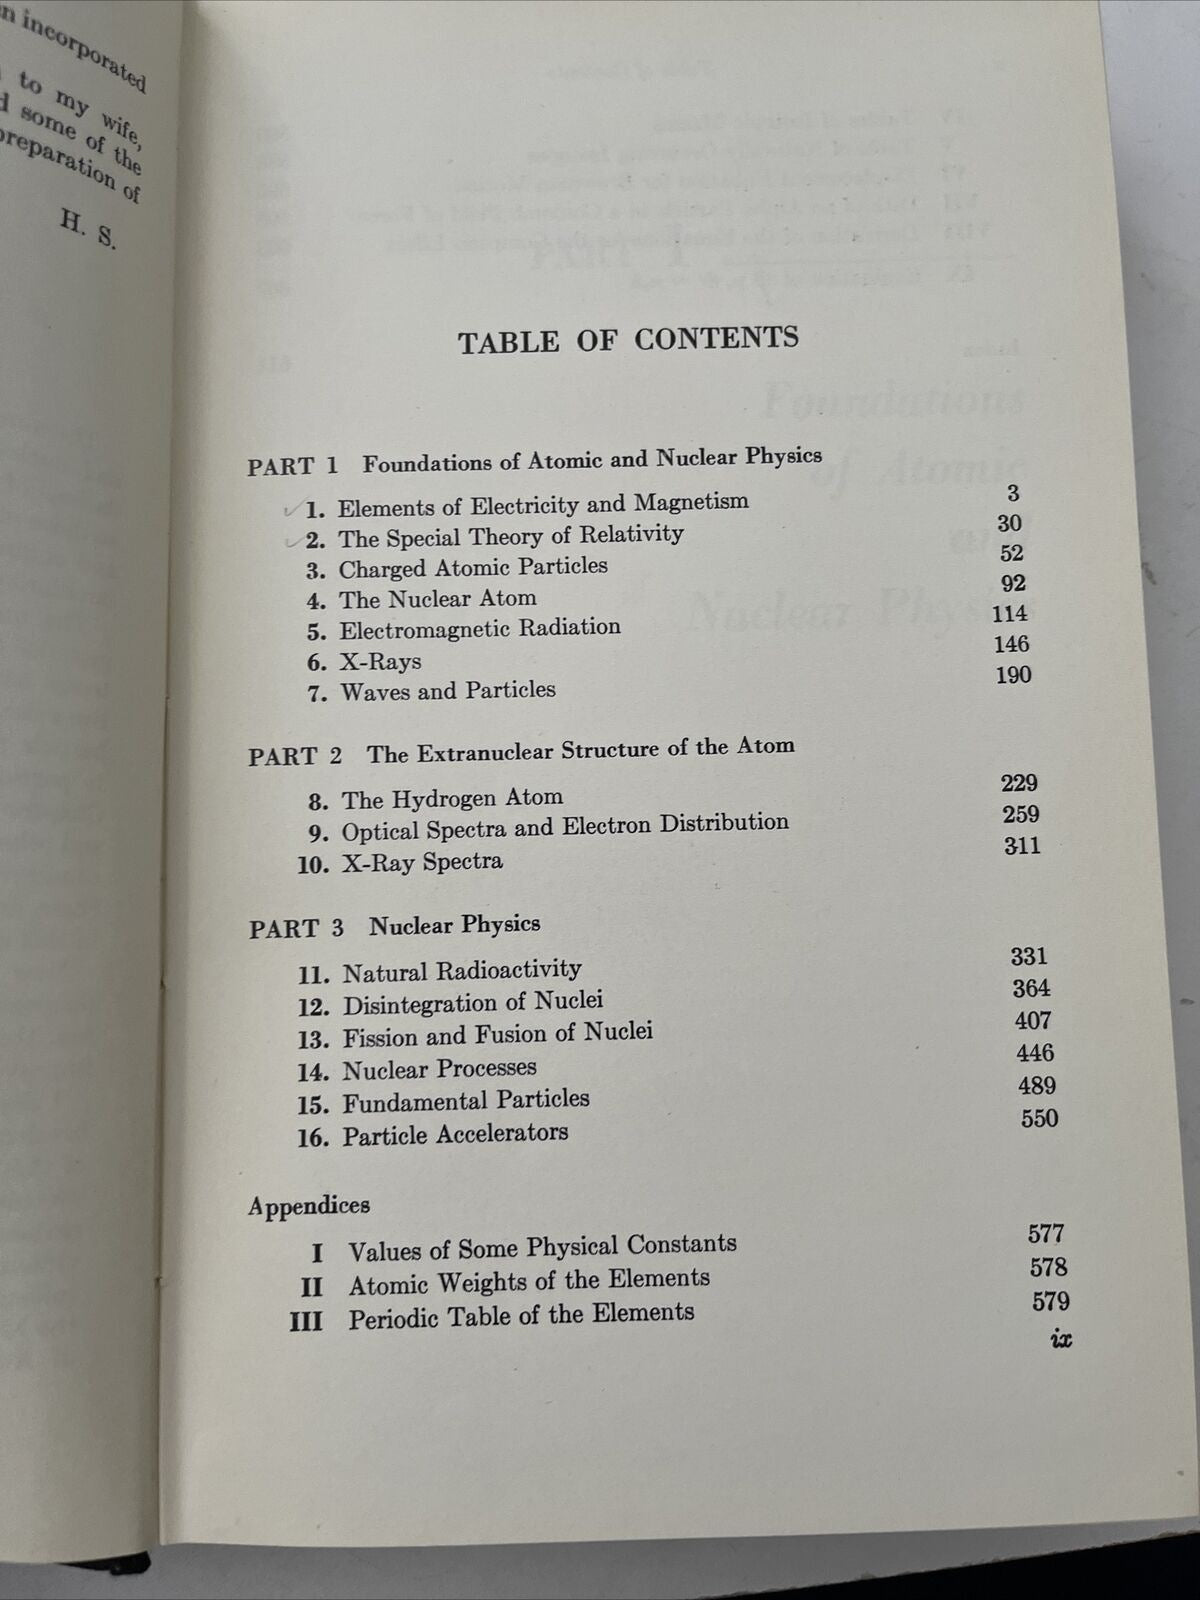 n incorporated
to my wife,
some of the
preparation of
H. S.
TABLE OF CONTENTS
PART 1 Foundations of Atomic and Nuclear Physics
1. Elements of Electricity and Magnetism 3
2. The Special Theory of Relativity 30
3. Charged Atomic Particles 52
4. The Nuclear Atom 92
5. Electromagnetic Radiation 114
6. X-Rays 146
7. Waves and Particles 190
PART 2 The Extranuclear Structure of the Atom
8. The Hydrogen Atom 229
9. Optical Spectra and Electron Distribution 259
10. X-Ray Spectra 311
PART 3 Nuclear Physics
11. Natural Radioactivity 331
12. Disintegration of Nuclei 364
13. Fission and Fusion of Nuclei 407
14. Nuclear Processes 446
15. Fundamental Particles 489
16. Particle Accelerators 550
Appendices
I Values of Some Physical Constants 577
II Atomic Weights of the Elements 578
III Periodic Table of the Elements 579
ix